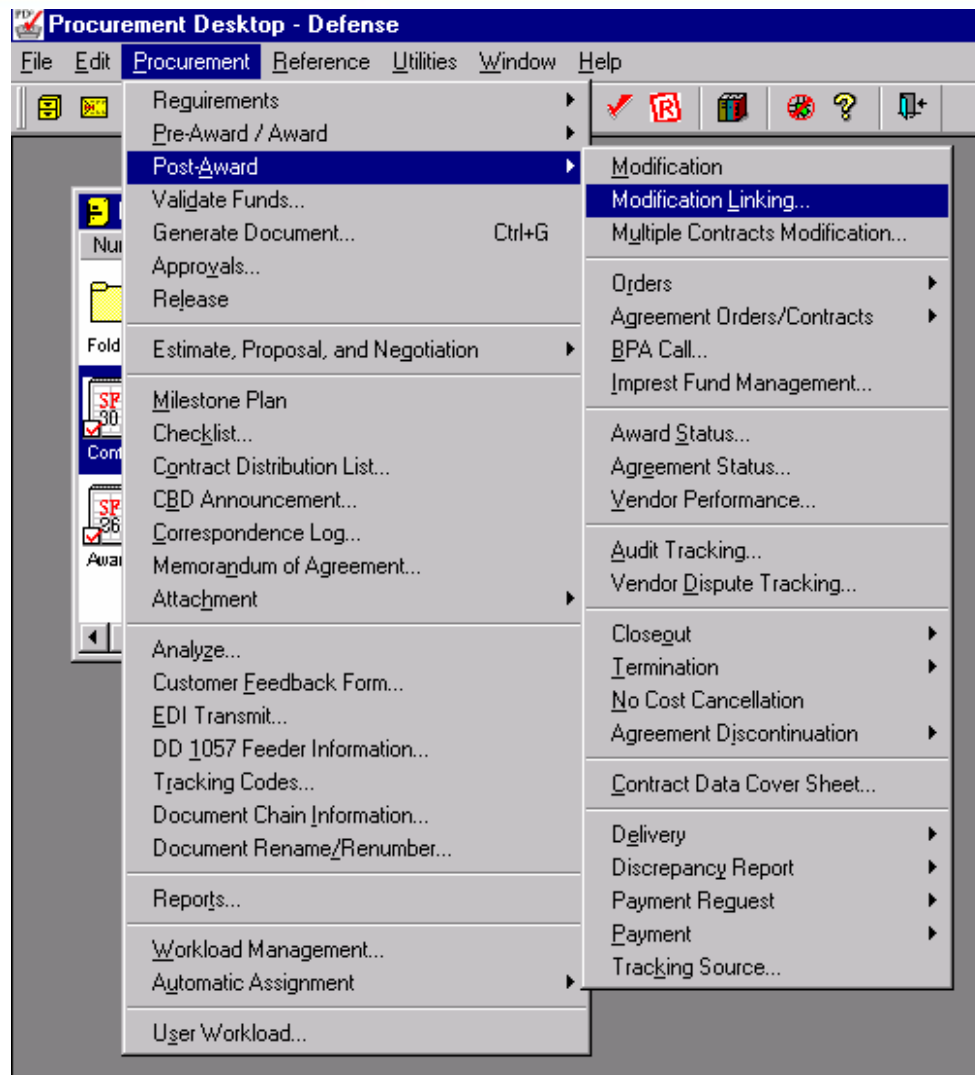 Procurement Desktop - Defense
File Edit Procurement Reference Utilities Window Help
Requirements
Pre-Award / Award
Post-Award
Validate Funds...
Generate Document... Ctrl+G
Approvals...
Release
Estimate, Proposal, and Negotiation
Milestone Plan
Checklist...
Contract Distribution List...
CBD Announcement...
Correspondence Log...
Memorandum of Agreement...
Attachment
Analyze...
Customer Feedback Form...
EDI Transmit...
DD 1057 Feeder Information...
Tracking Codes...
Document Chain Information...
Document Rename/Renumber...
Reports...
Workload Management...
Automatic Assignment
User Workload...
Modification
Modification Linking...
Multiple Contracts Modification...
Orders
Agreement Orders/Contracts
BPA Call...
Imprest Fund Management...
Award Status...
Agreement Status...
Vendor Performance...
Audit Tracking...
Vendor Dispute Tracking...
Closeout
Termination
No Cost Cancellation
Agreement Discontinuation
Contract Data Cover Sheet...
Delivery
Discrepancy Report
Payment Request
Payment
Tracking Source...
Fold
SF
30
SF
26